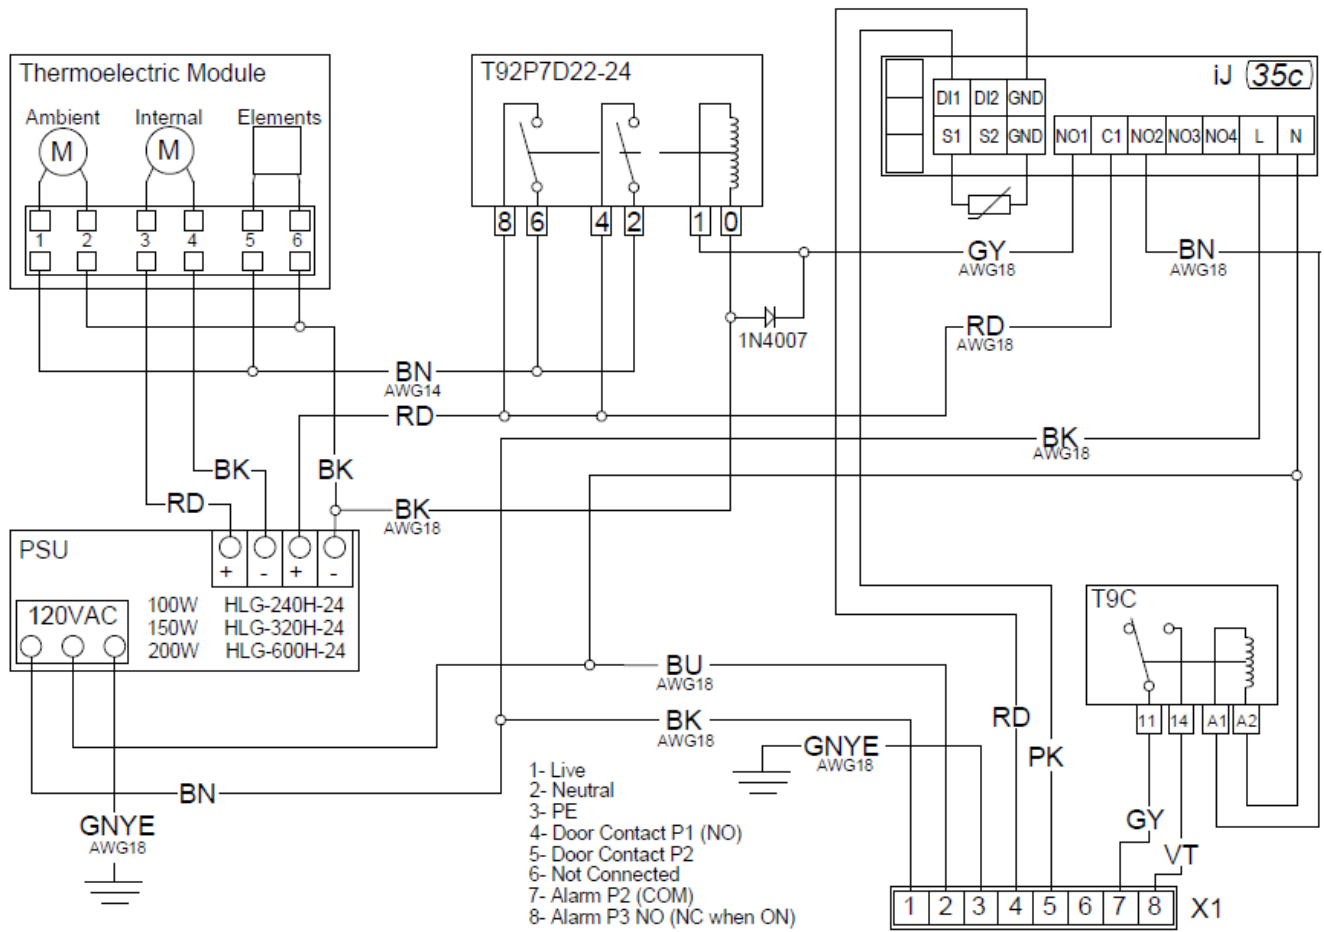 Thermoelectric Module
Ambient Internal Elements
M M
1 2 3 4 5 6
T92P7D22-24
8 6 4 2 1 0
1N4007
iJ 35c
DI1 DI2 GND
S1 S2 GND NO1 C1 NO2 NO3 NO4 L N
GY
AWG18
BN
AWG18
RD
AWG18
BN
AWG14
RD
BK
AWG18
BK
RD
BK
BK
AWG18
PSU
+ - + -
120VAC
100W HLG-240H-24
150W HLG-320H-24
200W HLG-600H-24
BU
AWG18
BK
AWG18
GNYE
AWG18
BN
GNYE
AWG18
RD
PK
T9C
11 14 A1 A2
GY
VT
1- Live
2- Neutral
3- PE
4- Door Contact P1 (NO)
5- Door Contact P2
6- Not Connected
7- Alarm P2 (COM)
8- Alarm P3 NO (NC when ON)
1 2 3 4 5 6 7 8 X1